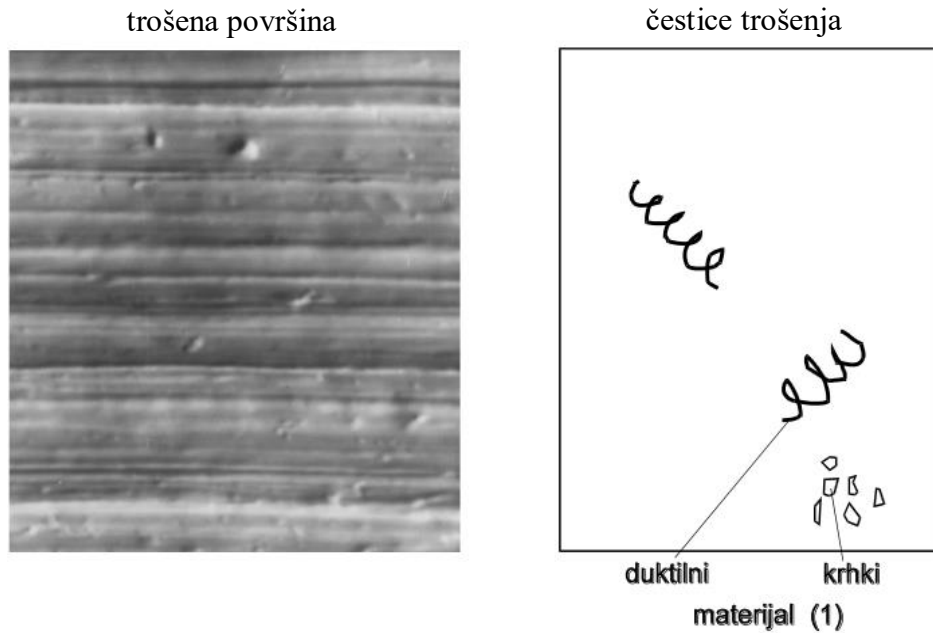 trošena površina
čestice trošenja
duktilni
krhki
materijal (1)